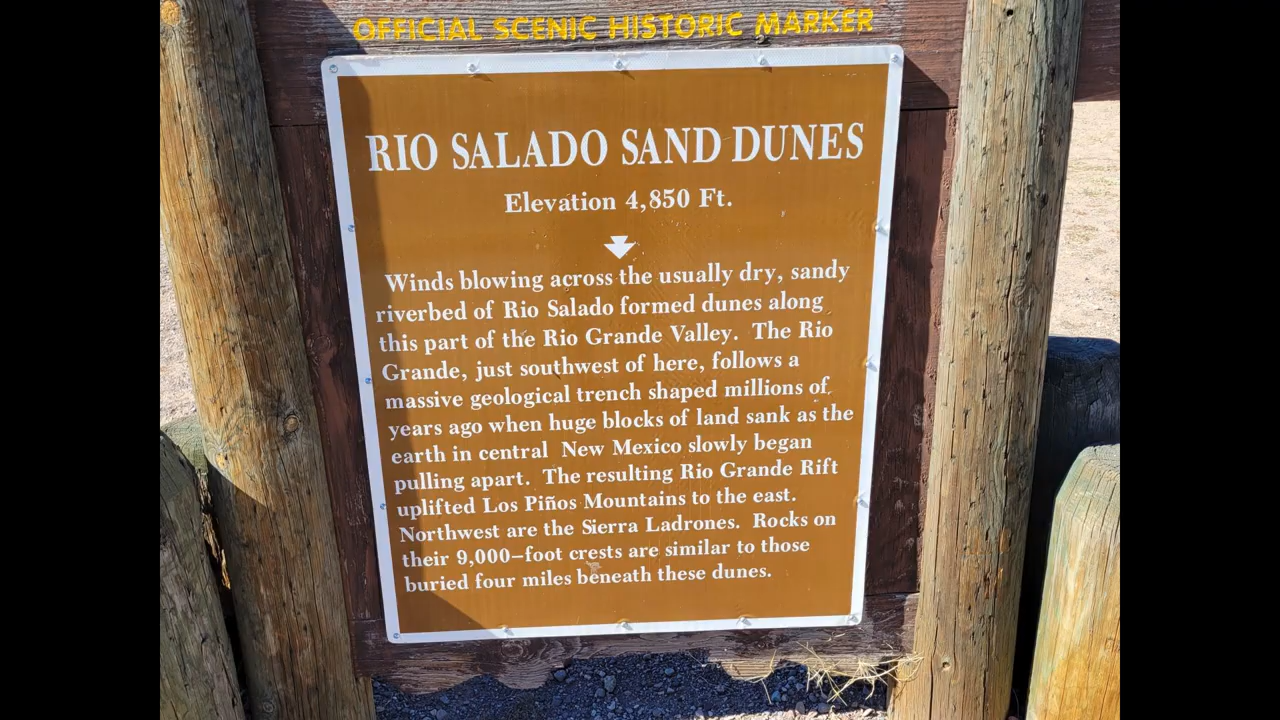 OFFICIAL SCENIC HISTORIC MARKER
RIO SALADO SAND DUNES
Elevation 4,850 Ft.
Winds blowing across the usually dry, sandy
riverbed of Rio Salado formed dunes along
this part of the Rio Grande Valley. The Rio
Grande, just southwest of here, follows a
massive geological trench shaped millions of
years ago when huge blocks of land sank as the
earth in central New Mexico slowly began
pulling apart. The resulting Rio Grande Rift
uplifted Los Piños Mountains to the east.
Northwest are the Sierra Ladrones. Rocks on
their 9,000-foot crests are similar to those
buried four miles beneath these dunes.